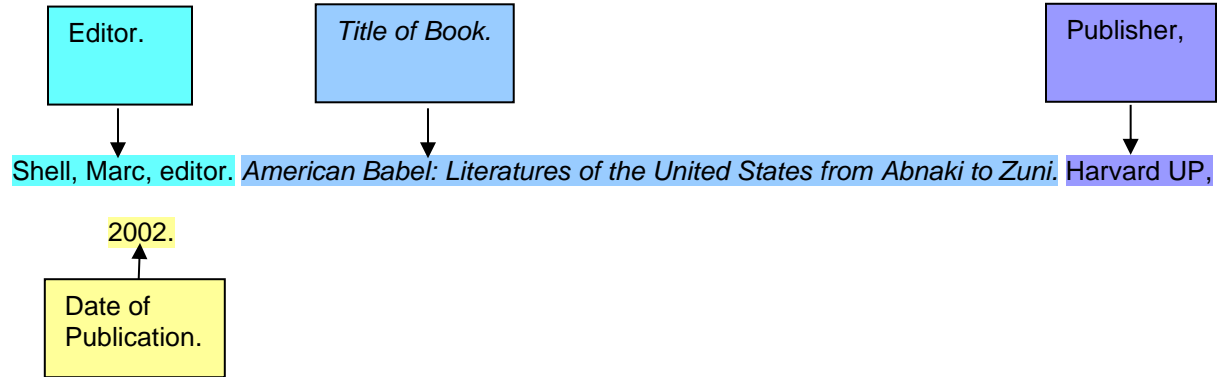 Editor.
Title of Book.
Publisher,
Shell, Marc, editor. American Babel: Literatures of the United States from Abnaki to Zuni. Harvard UP,
2002.
Date of
Publication.